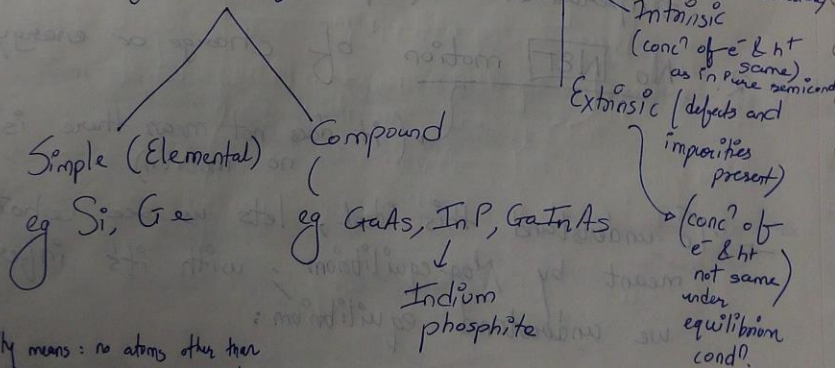 Intrinsic
(concⁿ of e⁻ & h⁺ same)
as in pure semicond
Extrinsic (defects and
impurities
present)
Simple (Elemental)
Compound
eg Si, Ge
eg GaAs, InP, GaInAs
(concⁿ of
e⁻ & h⁺
not same)
under
equilibrium
condⁿ.
Indium
phosphite
means: no atoms other than